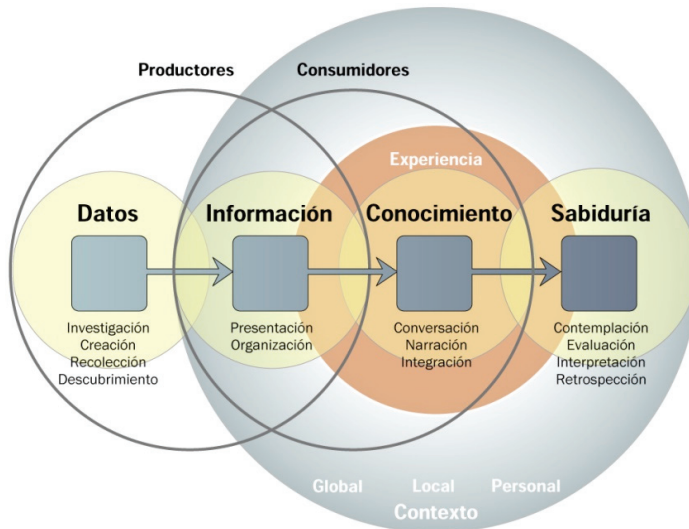 Productores
Consumidores
Experiencia
Datos
Información
Conocimiento
Sabiduría
Investigación
Creación
Recolección
Descubrimiento
Presentación
Organización
Conversación
Narración
Integración
Contemplación
Evaluación
Interpretación
Retrospección
Global
Local
Personal
Contexto